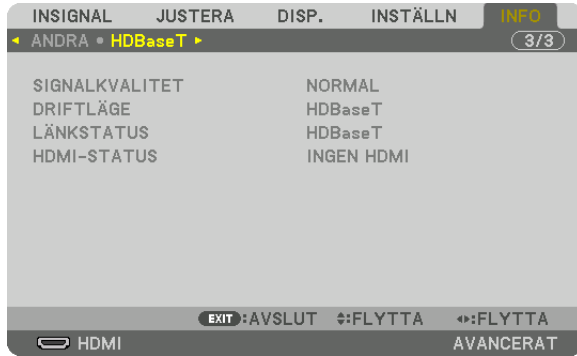 INSIGNAL JUSTERA DISP. INSTÄLLN INFO
ANDRA • HDBaseT 3/3
SIGNALKVALITET NORMAL
DRIFTLÄGE HDBaseT
LÄNKSTATUS HDBaseT
HDMI-STATUS INGEN HDMI
EXIT :AVSLUT :FLYTTA :FLYTTA
HDMI AVANCERAT